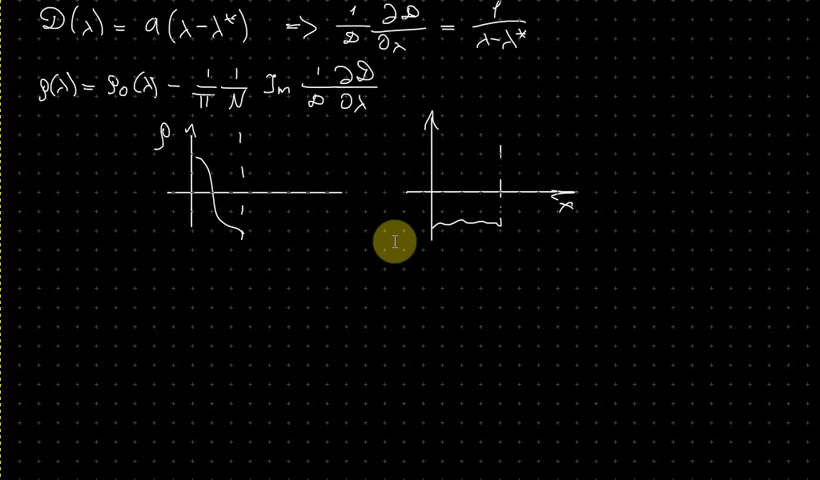 𝒟(λ) = a(λ-λ*) => 1/𝒟 ∂𝒟/∂λ = 1/(λ-λ*)
ρ(λ) = ρ₀(λ) - 1/π 1/N Im 1/𝒟 ∂𝒟/∂λ
ρ
x